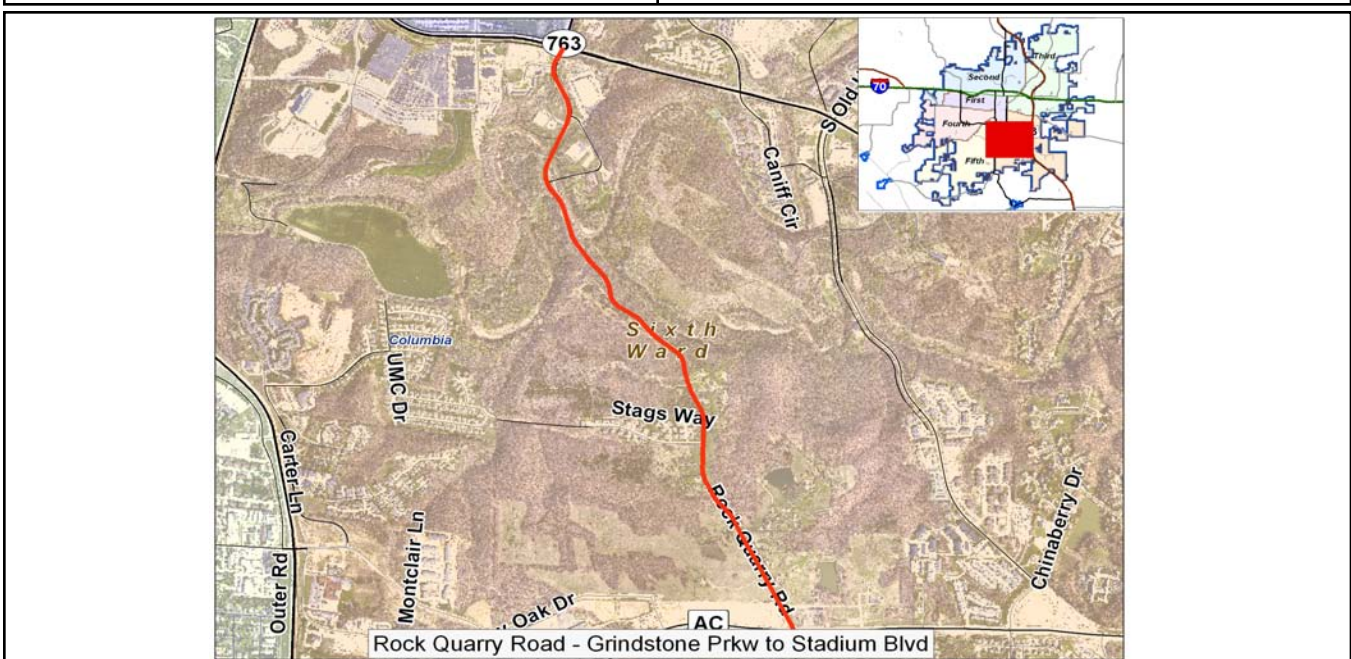 763
Third
Second
70
First
Fourth
Fifth
S Old
Caniff Cir
Sixth
Ward
Columbia
UMC Dr
Stags Way
Carter Ln
Rock Quarry Rd
Chinaberry Dr
Montclair Ln
Outer Rd
Oak Dr
AC
Rock Quarry Road - Grindstone Prkw to Stadium Blvd